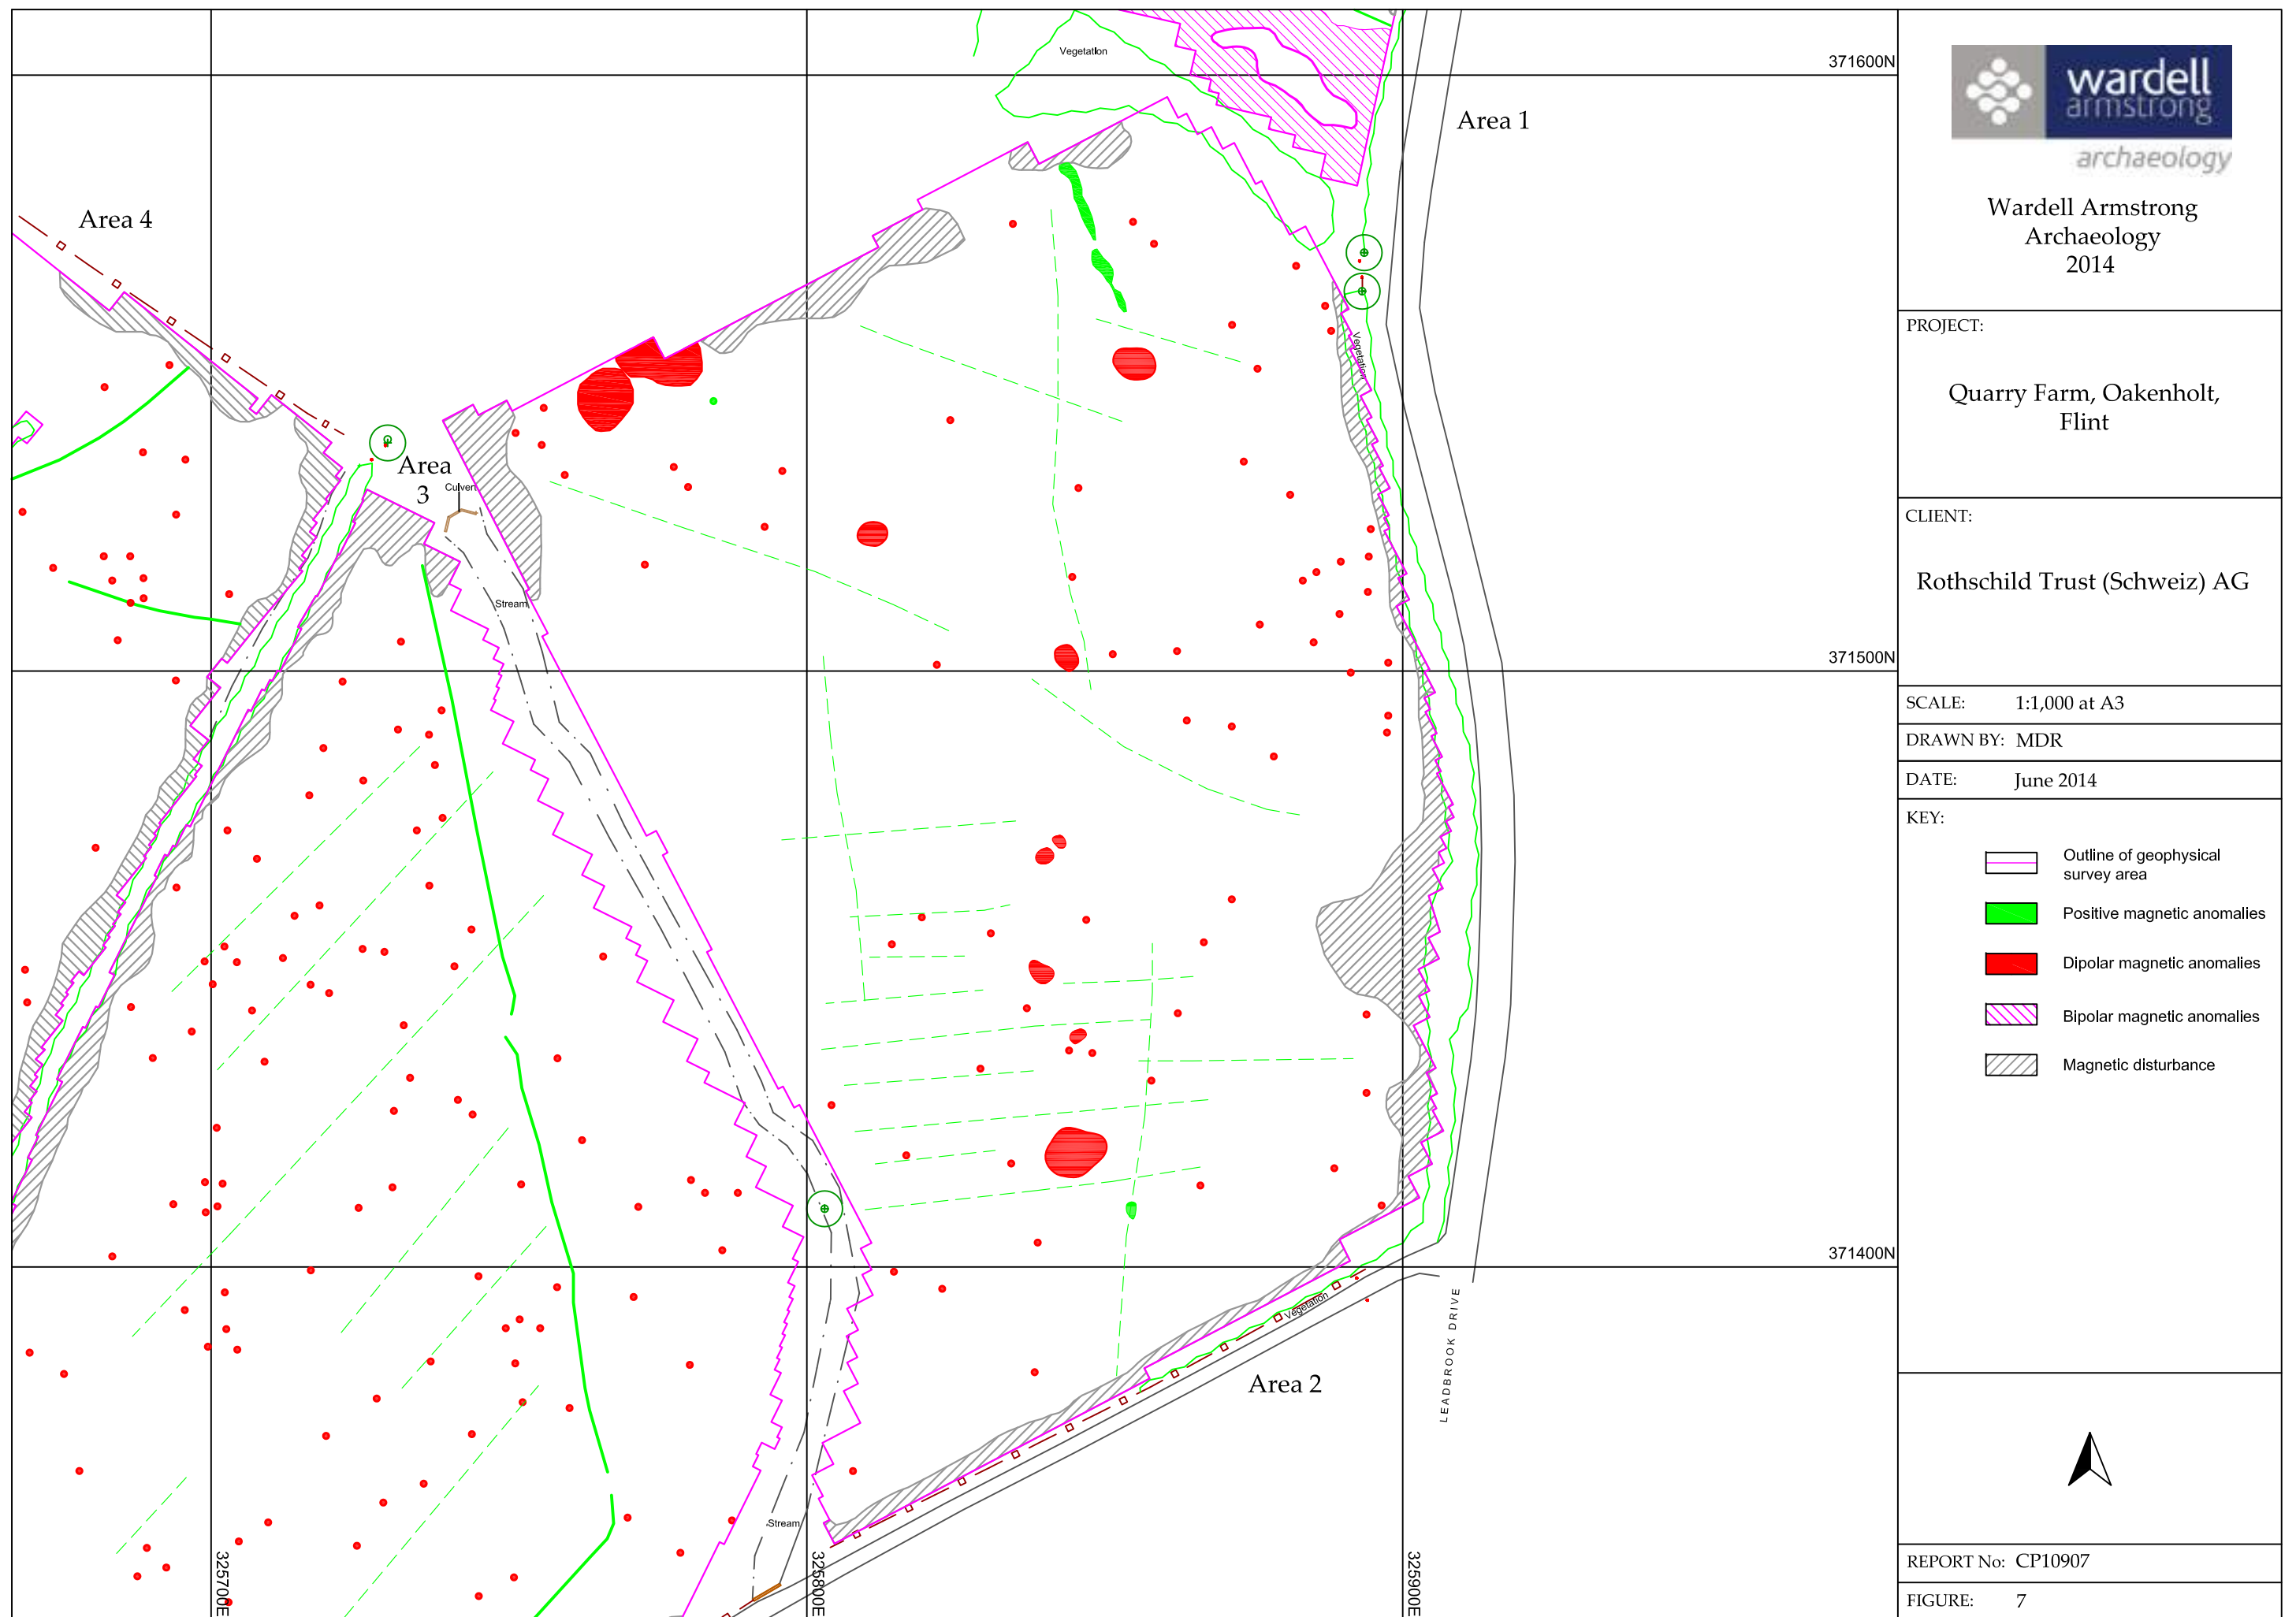 Vegetation
371600N
Area 1
Area 4
Vegetation
Area
3
Culvert
Stream
371500N
371400N
Vegetation
LEADBROOK DRIVE
Area 2
Stream
325700E
325800E
325900E
wardell
armstrong
archaeology
Wardell Armstrong
Archaeology
2014
PROJECT:
Quarry Farm, Oakenholt,
Flint
CLIENT:
Rothschild Trust (Schweiz) AG
SCALE: 1:1,000 at A3
DRAWN BY: MDR
DATE: June 2014
KEY:
Outline of geophysical
survey area
Positive magnetic anomalies
Dipolar magnetic anomalies
Bipolar magnetic anomalies
Magnetic disturbance
REPORT No: CP10907
FIGURE: 7